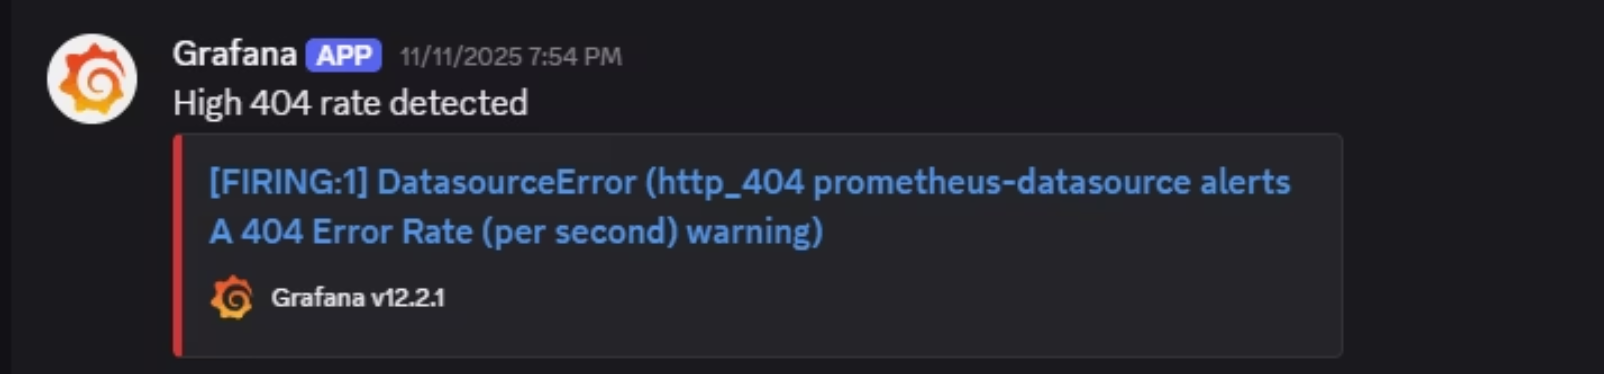 Grafana APP 11/11/2025 7:54 PM
High 404 rate detected
[FIRING:1] DatasourceError (http_404 prometheus-datasource alerts
A 404 Error Rate (per second) warning)
Grafana v12.2.1